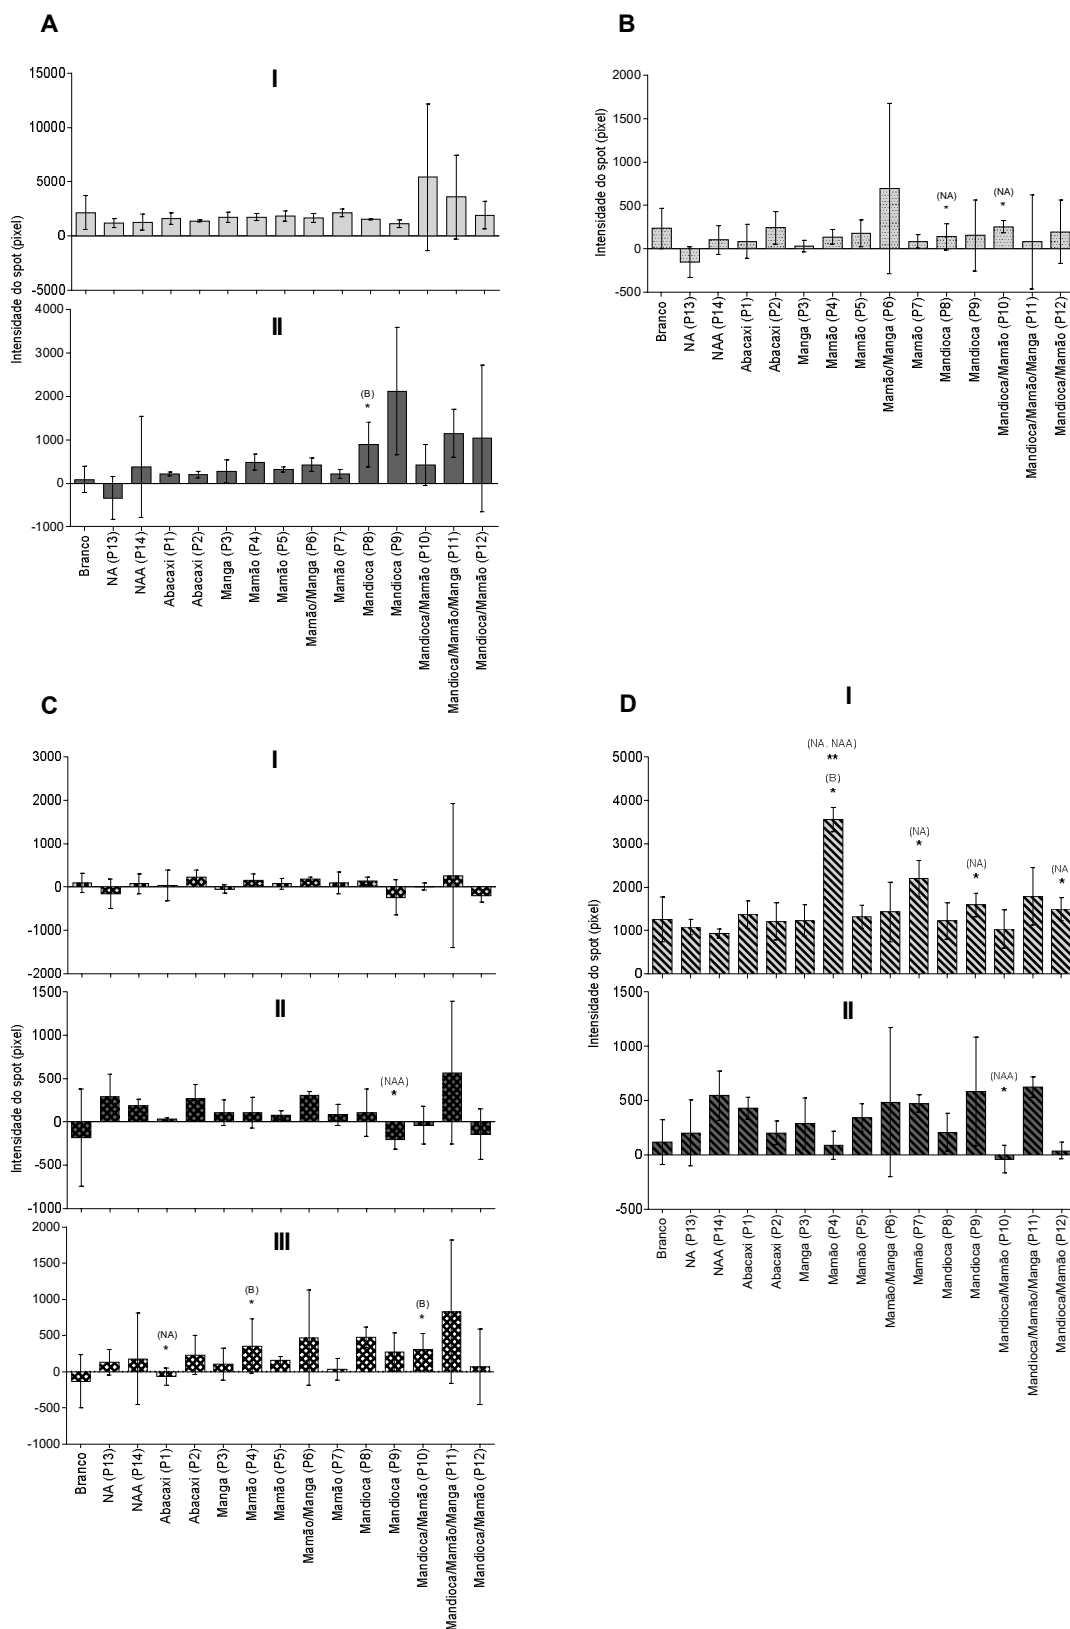 A
I
15000
10000
5000
0
-5000
Intensidade do spot (pixel)
II
4000
3000
2000
1000
0
-1000
(B)
*
Branco
NA (P13)
NAA (P14)
Abacaxi (P1)
Abacaxi (P2)
Manga (P3)
Mamão (P4)
Mamão (P5)
Mamão/Manga (P6)
Mamão (P7)
Mandioca (P8)
Mandioca (P9)
Mandioca/Mamão (P10)
Mandioca/Mamão/Manga (P11)
Mandioca/Mamão (P12)
B
2000
1500
1000
500
0
-500
Intensidade do spot (pixel)
(NA)
*
(NA)
*
Branco
NA (P13)
NAA (P14)
Abacaxi (P1)
Abacaxi (P2)
Manga (P3)
Mamão (P4)
Mamão (P5)
Mamão/Manga (P6)
Mamão (P7)
Mandioca (P8)
Mandioca (P9)
Mandioca/Mamão (P10)
Mandioca/Mamão/Manga (P11)
Mandioca/Mamão (P12)
C
I
3000
2000
1000
0
-1000
-2000
Intensidade do spot (pixel)
II
1500
1000
500
0
-500
-1000
(NAA)
*
III
2000
1500
1000
500
0
-500
-1000
(NA)
*
(B)
*
(B)
*
Branco
NA (P13)
NAA (P14)
Abacaxi (P1)
Abacaxi (P2)
Manga (P3)
Mamão (P4)
Mamão (P5)
Mamão/Manga (P6)
Mamão (P7)
Mandioca (P8)
Mandioca (P9)
Mandioca/Mamão (P10)
Mandioca/Mamão/Manga (P11)
Mandioca/Mamão (P12)
D
I
5000
4000
3000
2000
1000
0
Intensidade do spot (pixel)
(NA, NAA)
**
(B)
*
(NA)
*
(NA)
*
(NA
*
II
1500
1000
500
0
-500
(NAA)
*
Branco
NA (P13)
NAA (P14)
Abacaxi (P1)
Abacaxi (P2)
Manga (P3)
Mamão (P4)
Mamão (P5)
Mamão/Manga (P6)
Mamão (P7)
Mandioca (P8)
Mandioca (P9)
Mandioca/Mamão (P10)
Mandioca/Mamão/Manga (P11)
Mandioca/Mamão (P12)